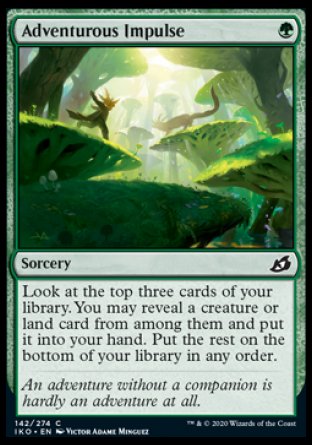 Adventurous Impulse
Sorcery
Look at the top three cards of your
library. You may reveal a creature or
land card from among them and put
it into your hand. Put the rest on the
bottom of your library in any order.
An adventure without a companion is
hardly an adventure at all.
142/274 C
IKO • EN Victor Adame Minguez
™ & © 2020 Wizards of the Coast